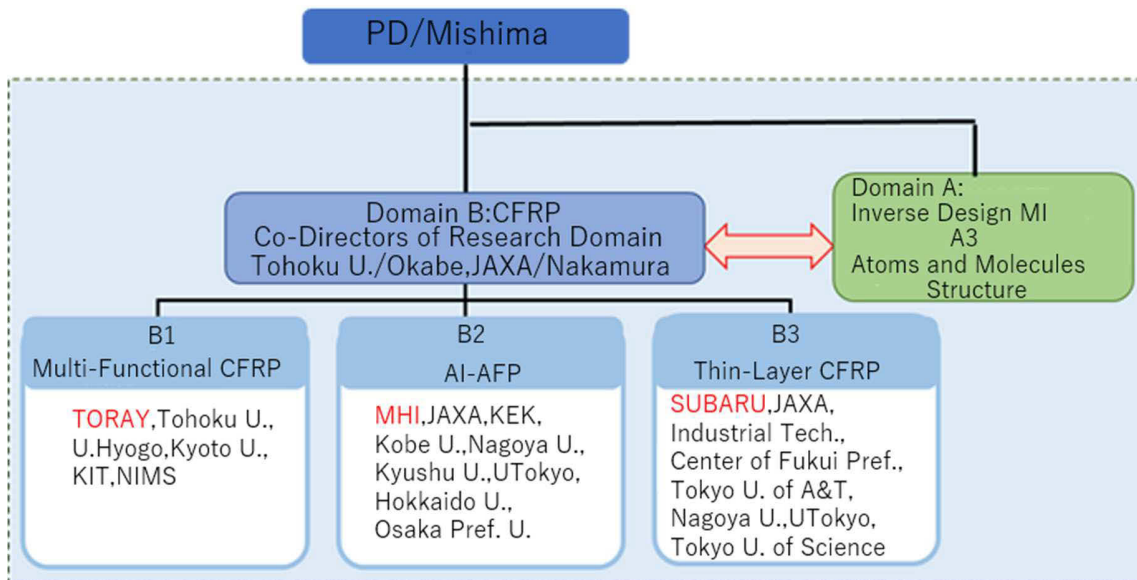 PD/Mishima
Domain B:CFRP
Co-Directors of Research Domain
Tohoku U./Okabe,JAXA/Nakamura
Domain A:
Inverse Design MI
A3
Atoms and Molecules
Structure
B1
Multi-Functional CFRP
TORAY,Tohoku U.,
U.Hyogo,Kyoto U.,
KIT,NIMS
B2
AI-AFP
MHI,JAXA,KEK,
Kobe U.,Nagoya U.,
Kyushu U.,UTokyo,
Hokkaido U.,
Osaka Pref. U.
B3
Thin-Layer CFRP
SUBARU,JAXA,
Industrial Tech.,
Center of Fukui Pref.,
Tokyo U. of A&T,
Nagoya U.,UTokyo,
Tokyo U. of Science